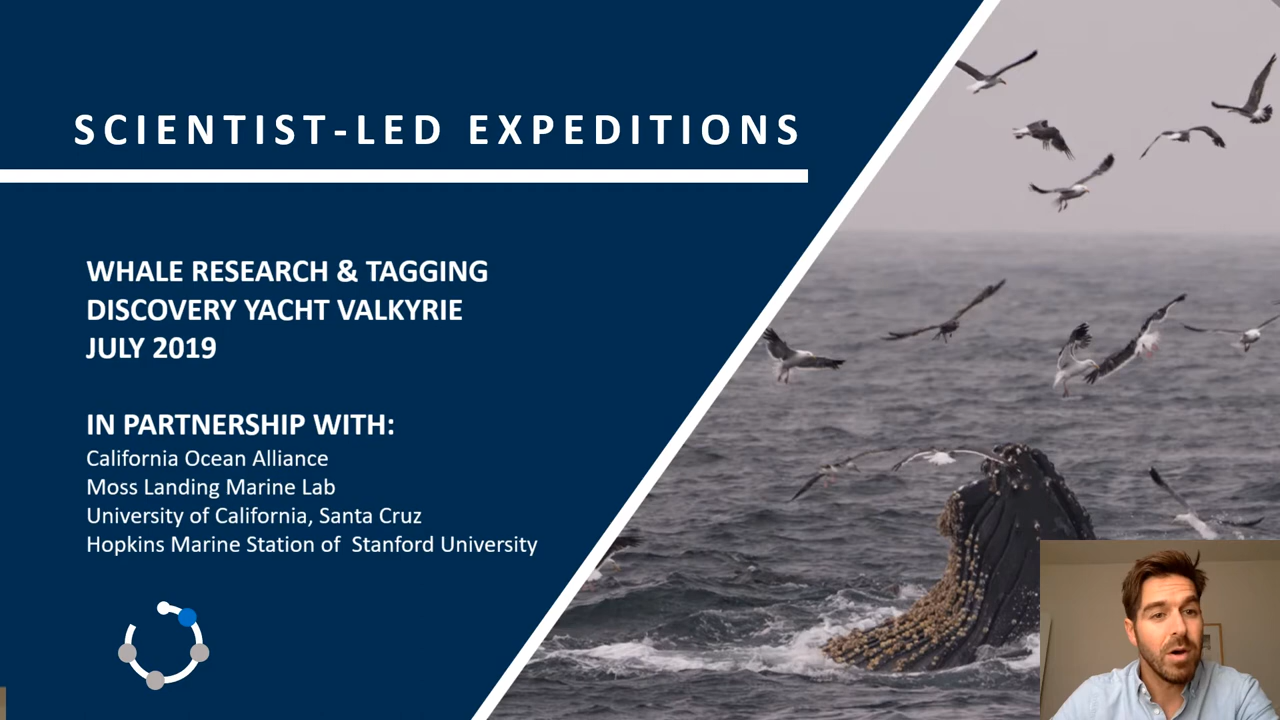 SCIENTIST-LED EXPEDITIONS
WHALE RESEARCH & TAGGING
DISCOVERY YACHT VALKYRIE
JULY 2019
IN PARTNERSHIP WITH:
California Ocean Alliance
Moss Landing Marine Lab
University of California, Santa Cruz
Hopkins Marine Station of  Stanford University